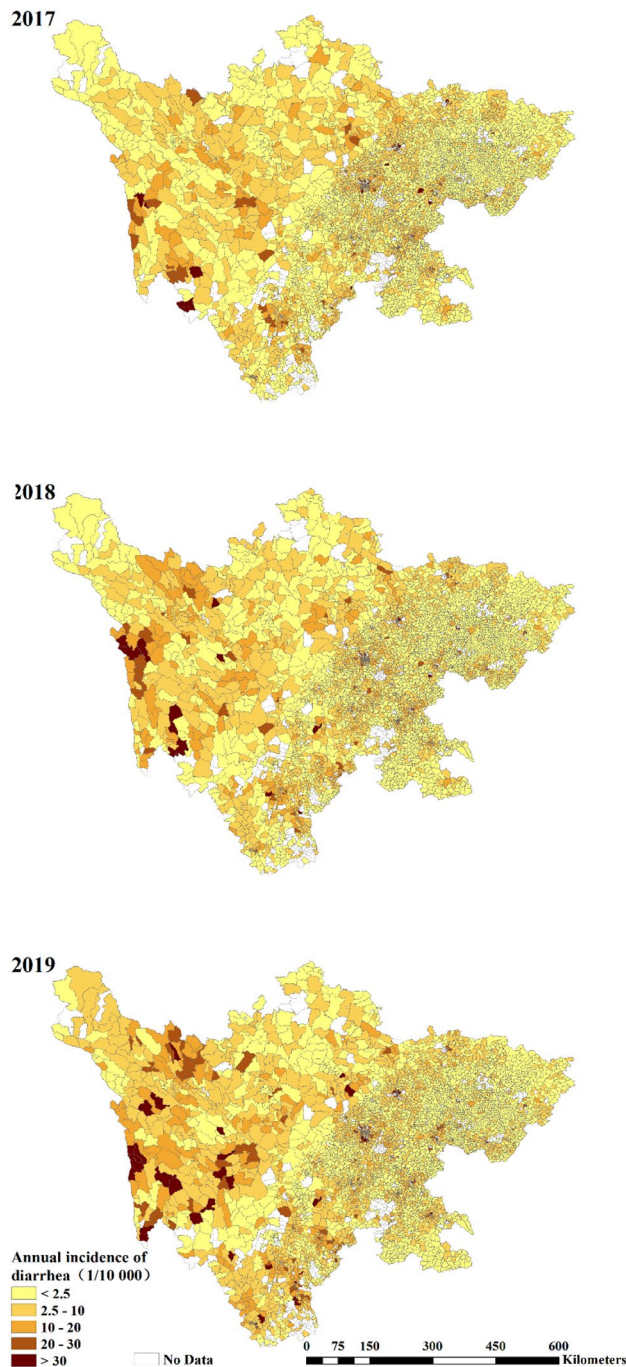 2017
2018
2019
Annual incidence of
diarrhea（1/10 000）
< 2.5
2.5 - 10
10 - 20
20 - 30
> 30
No Data
0 75 150 300 450 600
Kilometers